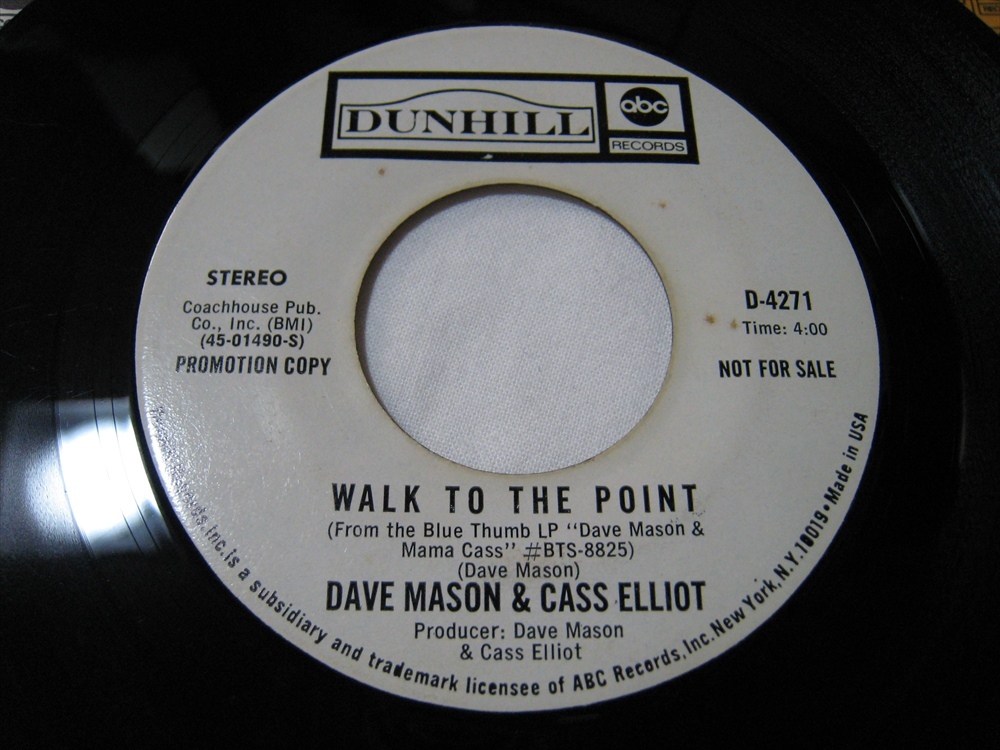 DUNHILL
abc
RECORDS
STEREO
Coachhouse Pub.
Co., Inc. (BMI)
(45-01490-S)
PROMOTION COPY
D-4271
Time: 4:00
NOT FOR SALE
WALK TO THE POINT
(From the Blue Thumb LP "Dave Mason &
Mama Cass" #BTS-8825)
(Dave Mason)
DAVE MASON & CASS ELLIOT
Producer: Dave Mason
& Cass Elliot
Inc. is a subsidiary and trademark licensee of ABC Records, Inc. New York, N.Y. 10019 • Made in USA